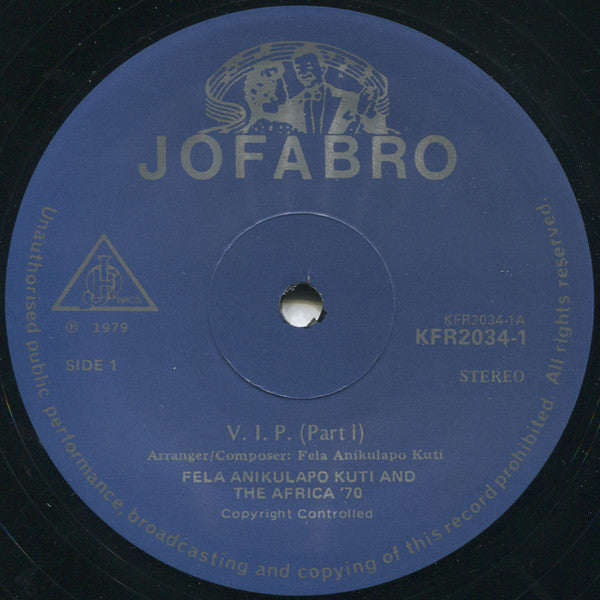 JOFABRO
BROS
℗ 1979
SIDE 1
KFR2034-1A
KFR2034-1
STEREO
V. I. P. (Part 1)
Arranger/Composer: Fela Anikulapo Kuti
FELA ANIKULAPO KUTI AND
THE AFRICA '70
Copyright Controlled
Unauthorised public performance, broadcasting and copying of this record prohibited. All rights reserved.